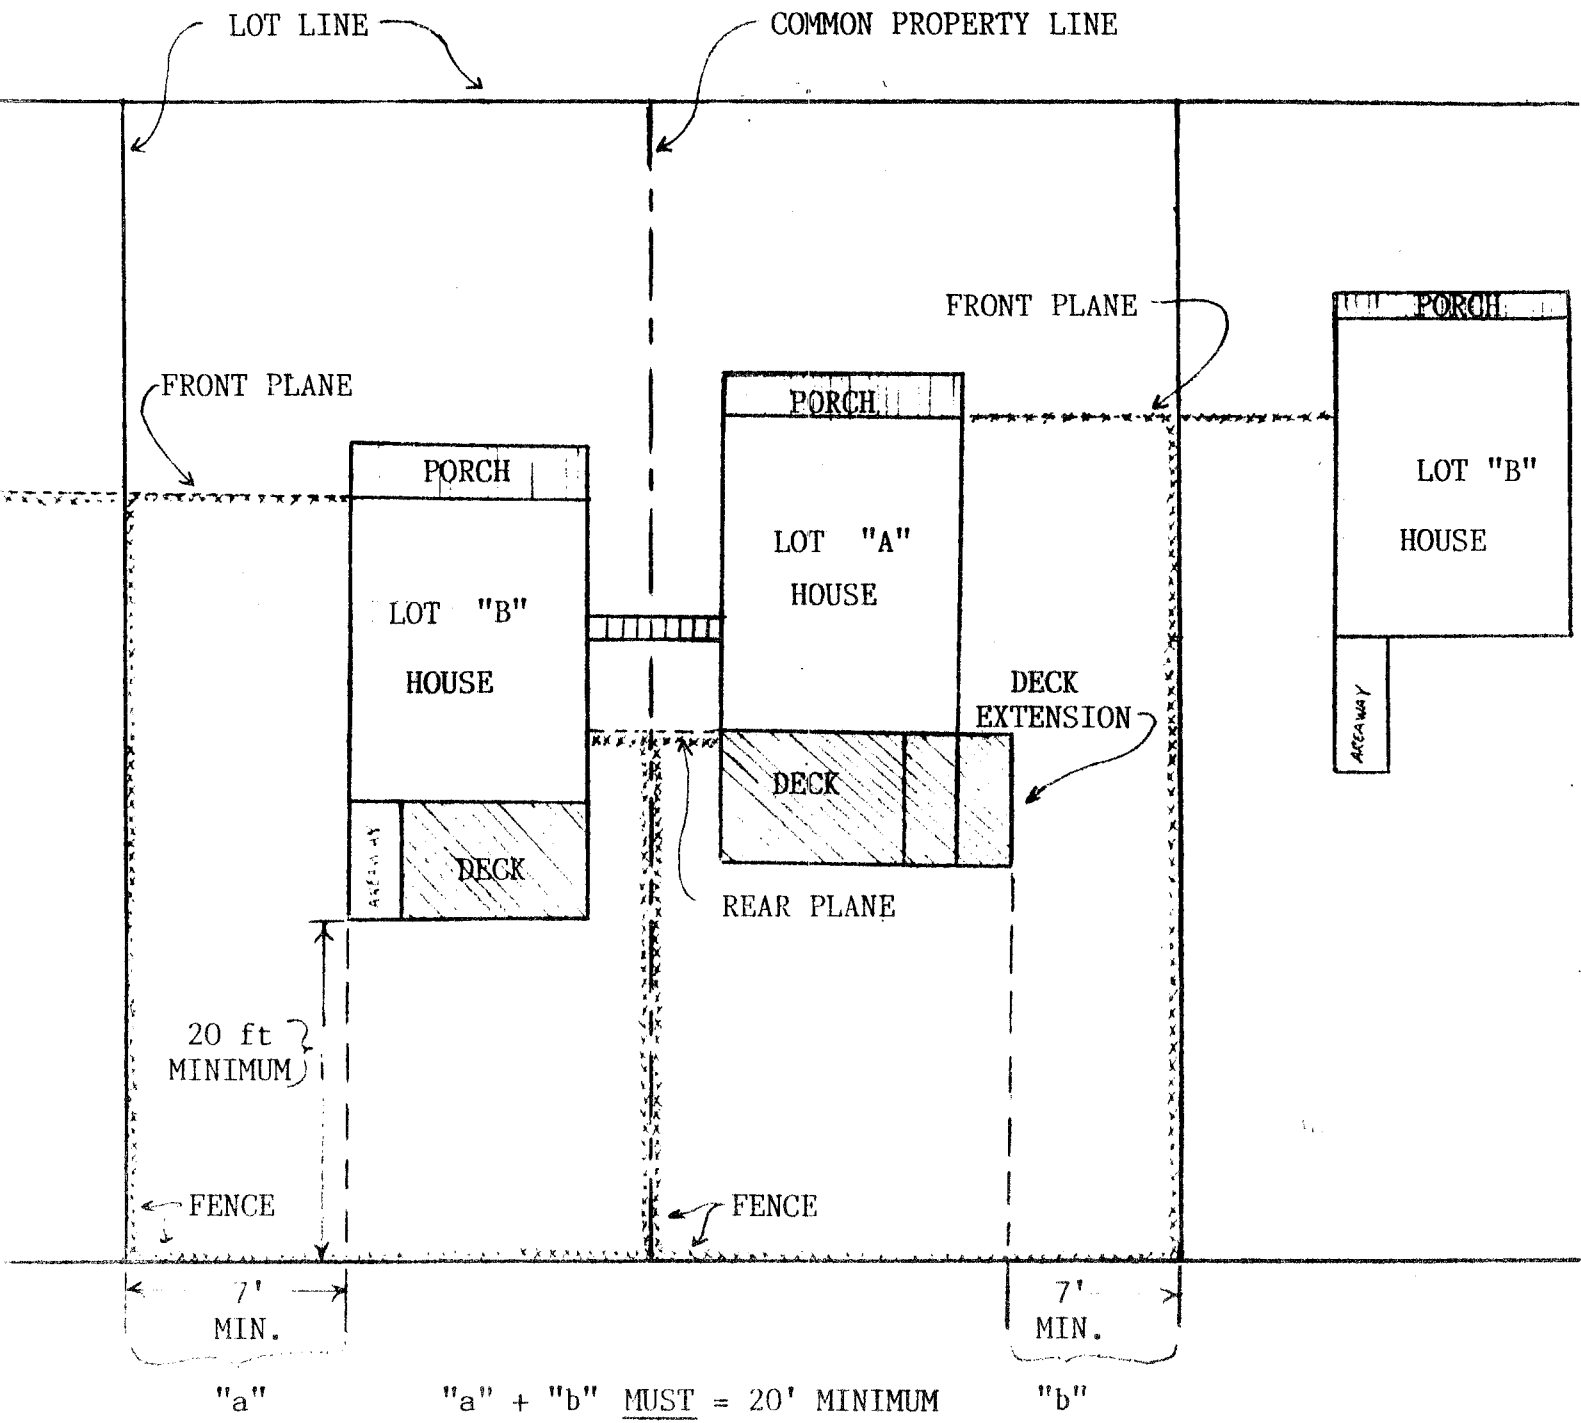 LOT LINE
COMMON PROPERTY LINE
FRONT PLANE
PORCH
FRONT PLANE
PORCH
PORCH
LOT "B"
HOUSE
LOT "A"
HOUSE
LOT "B"
HOUSE
DECK
EXTENSION
AREAWAY
DECK
AREAWAY
DECK
REAR PLANE
20 ft
MINIMUM
FENCE
FENCE
7'
MIN.
7'
MIN.
"a"
"a" + "b" MUST = 20' MINIMUM
"b"